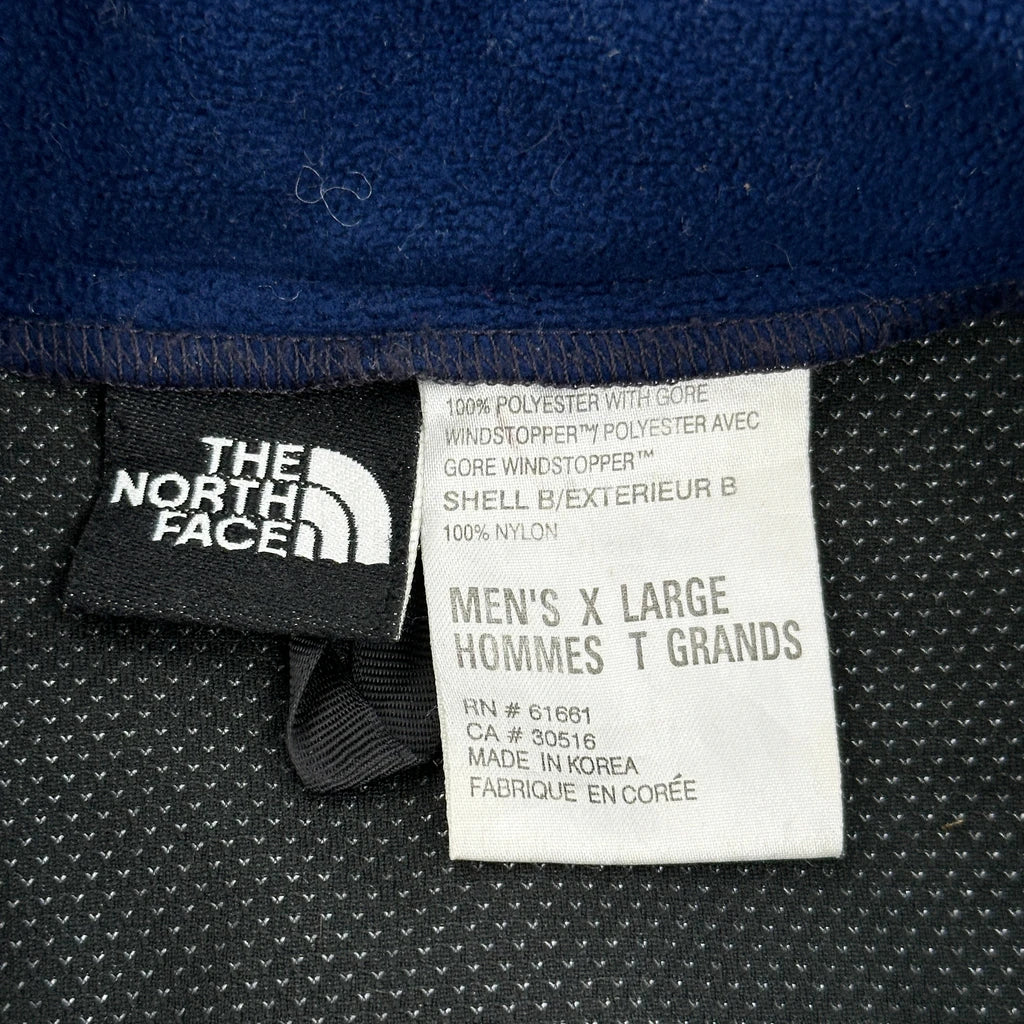 THE
NORTH
FACE
100% POLYESTER WITH GORE
WINDSTOPPER™/ POLYESTER AVEC
GORE WINDSTOPPER™
SHELL B/EXTERIEUR B
100% NYLON
MEN'S X LARGE
HOMMES T GRANDS
RN # 61661
CA # 30516
MADE IN KOREA
FABRIQUE EN CORÉE